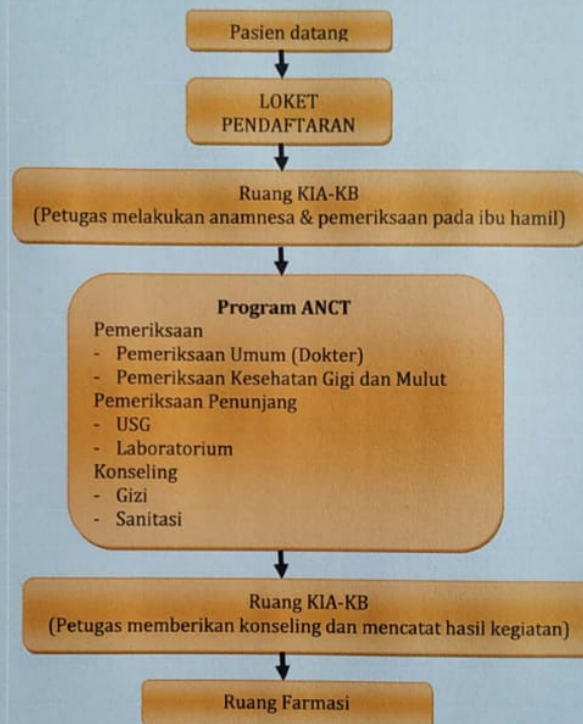 Pasien datang
LOKET
PENDAFTARAN
Ruang KIA-KB
(Petugas melakukan anamnesa & pemeriksaan pada ibu hamil)
Program ANCT
Pemeriksaan
- Pemeriksaan Umum (Dokter)
- Pemeriksaan Kesehatan Gigi dan Mulut
Pemeriksaan Penunjang
- USG
- Laboratorium
Konseling
- Gizi
- Sanitasi
Ruang KIA-KB
(Petugas memberikan konseling dan mencatat hasil kegiatan)
Ruang Farmasi